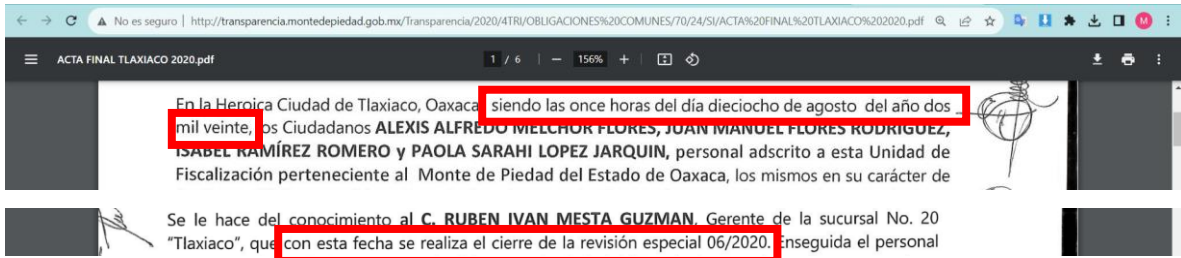 No es seguro | http://transparencia.montedepiedad.gob.mx/Transparencia/2020/4TRI/OBLIGACIONES%20COMUNES/70/24/SI/ACTA%20FINAL%20TLAXIACO%202020.pdf M
ACTA FINAL TLAXIACO 2020.pdf 1 / 6 | − 156% +
En la Heroica Ciudad de Tlaxiaco, Oaxaca, siendo las once horas del día dieciocho de agosto del año dos
mil veinte, los Ciudadanos ALEXIS ALFREDO MELCHOR FLORES, JUAN MANUEL FLORES RODRIGUEZ,
ISABEL RAMÍREZ ROMERO y PAOLA SARAHI LOPEZ JARQUIN, personal adscrito a esta Unidad de
Fiscalización perteneciente al Monte de Piedad del Estado de Oaxaca, los mismos en su carácter de
Se le hace del conocimiento al C. RUBEN IVAN MESTA GUZMAN, Gerente de la sucursal No. 20
"Tlaxiaco", que con esta fecha se realiza el cierre de la revisión especial 06/2020. Enseguida el personal